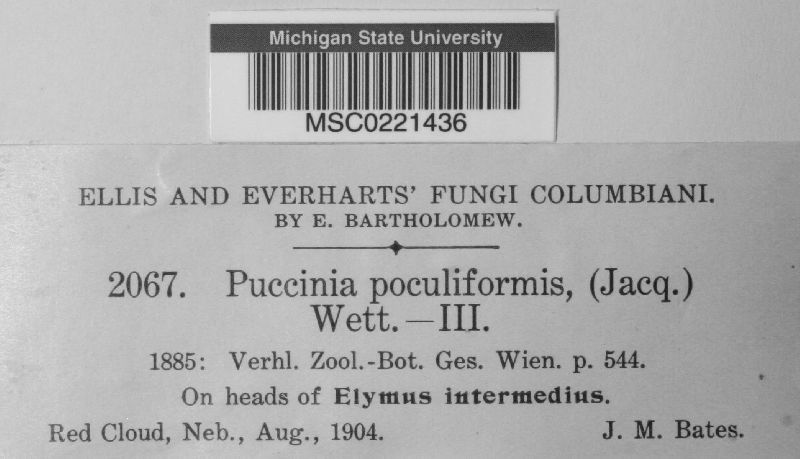 Michigan State University
MSC0221436
ELLIS AND EVERHARTS' FUNGI COLUMBIANI.
BY E. BARTHOLOMEW.
2067. Puccinia poculiformis, (Jacq.)
Wett.—III.
1885: Verhl. Zool.-Bot. Ges. Wien. p. 544.
On heads of Elymus intermedius.
Red Cloud, Neb., Aug., 1904. J. M. Bates.